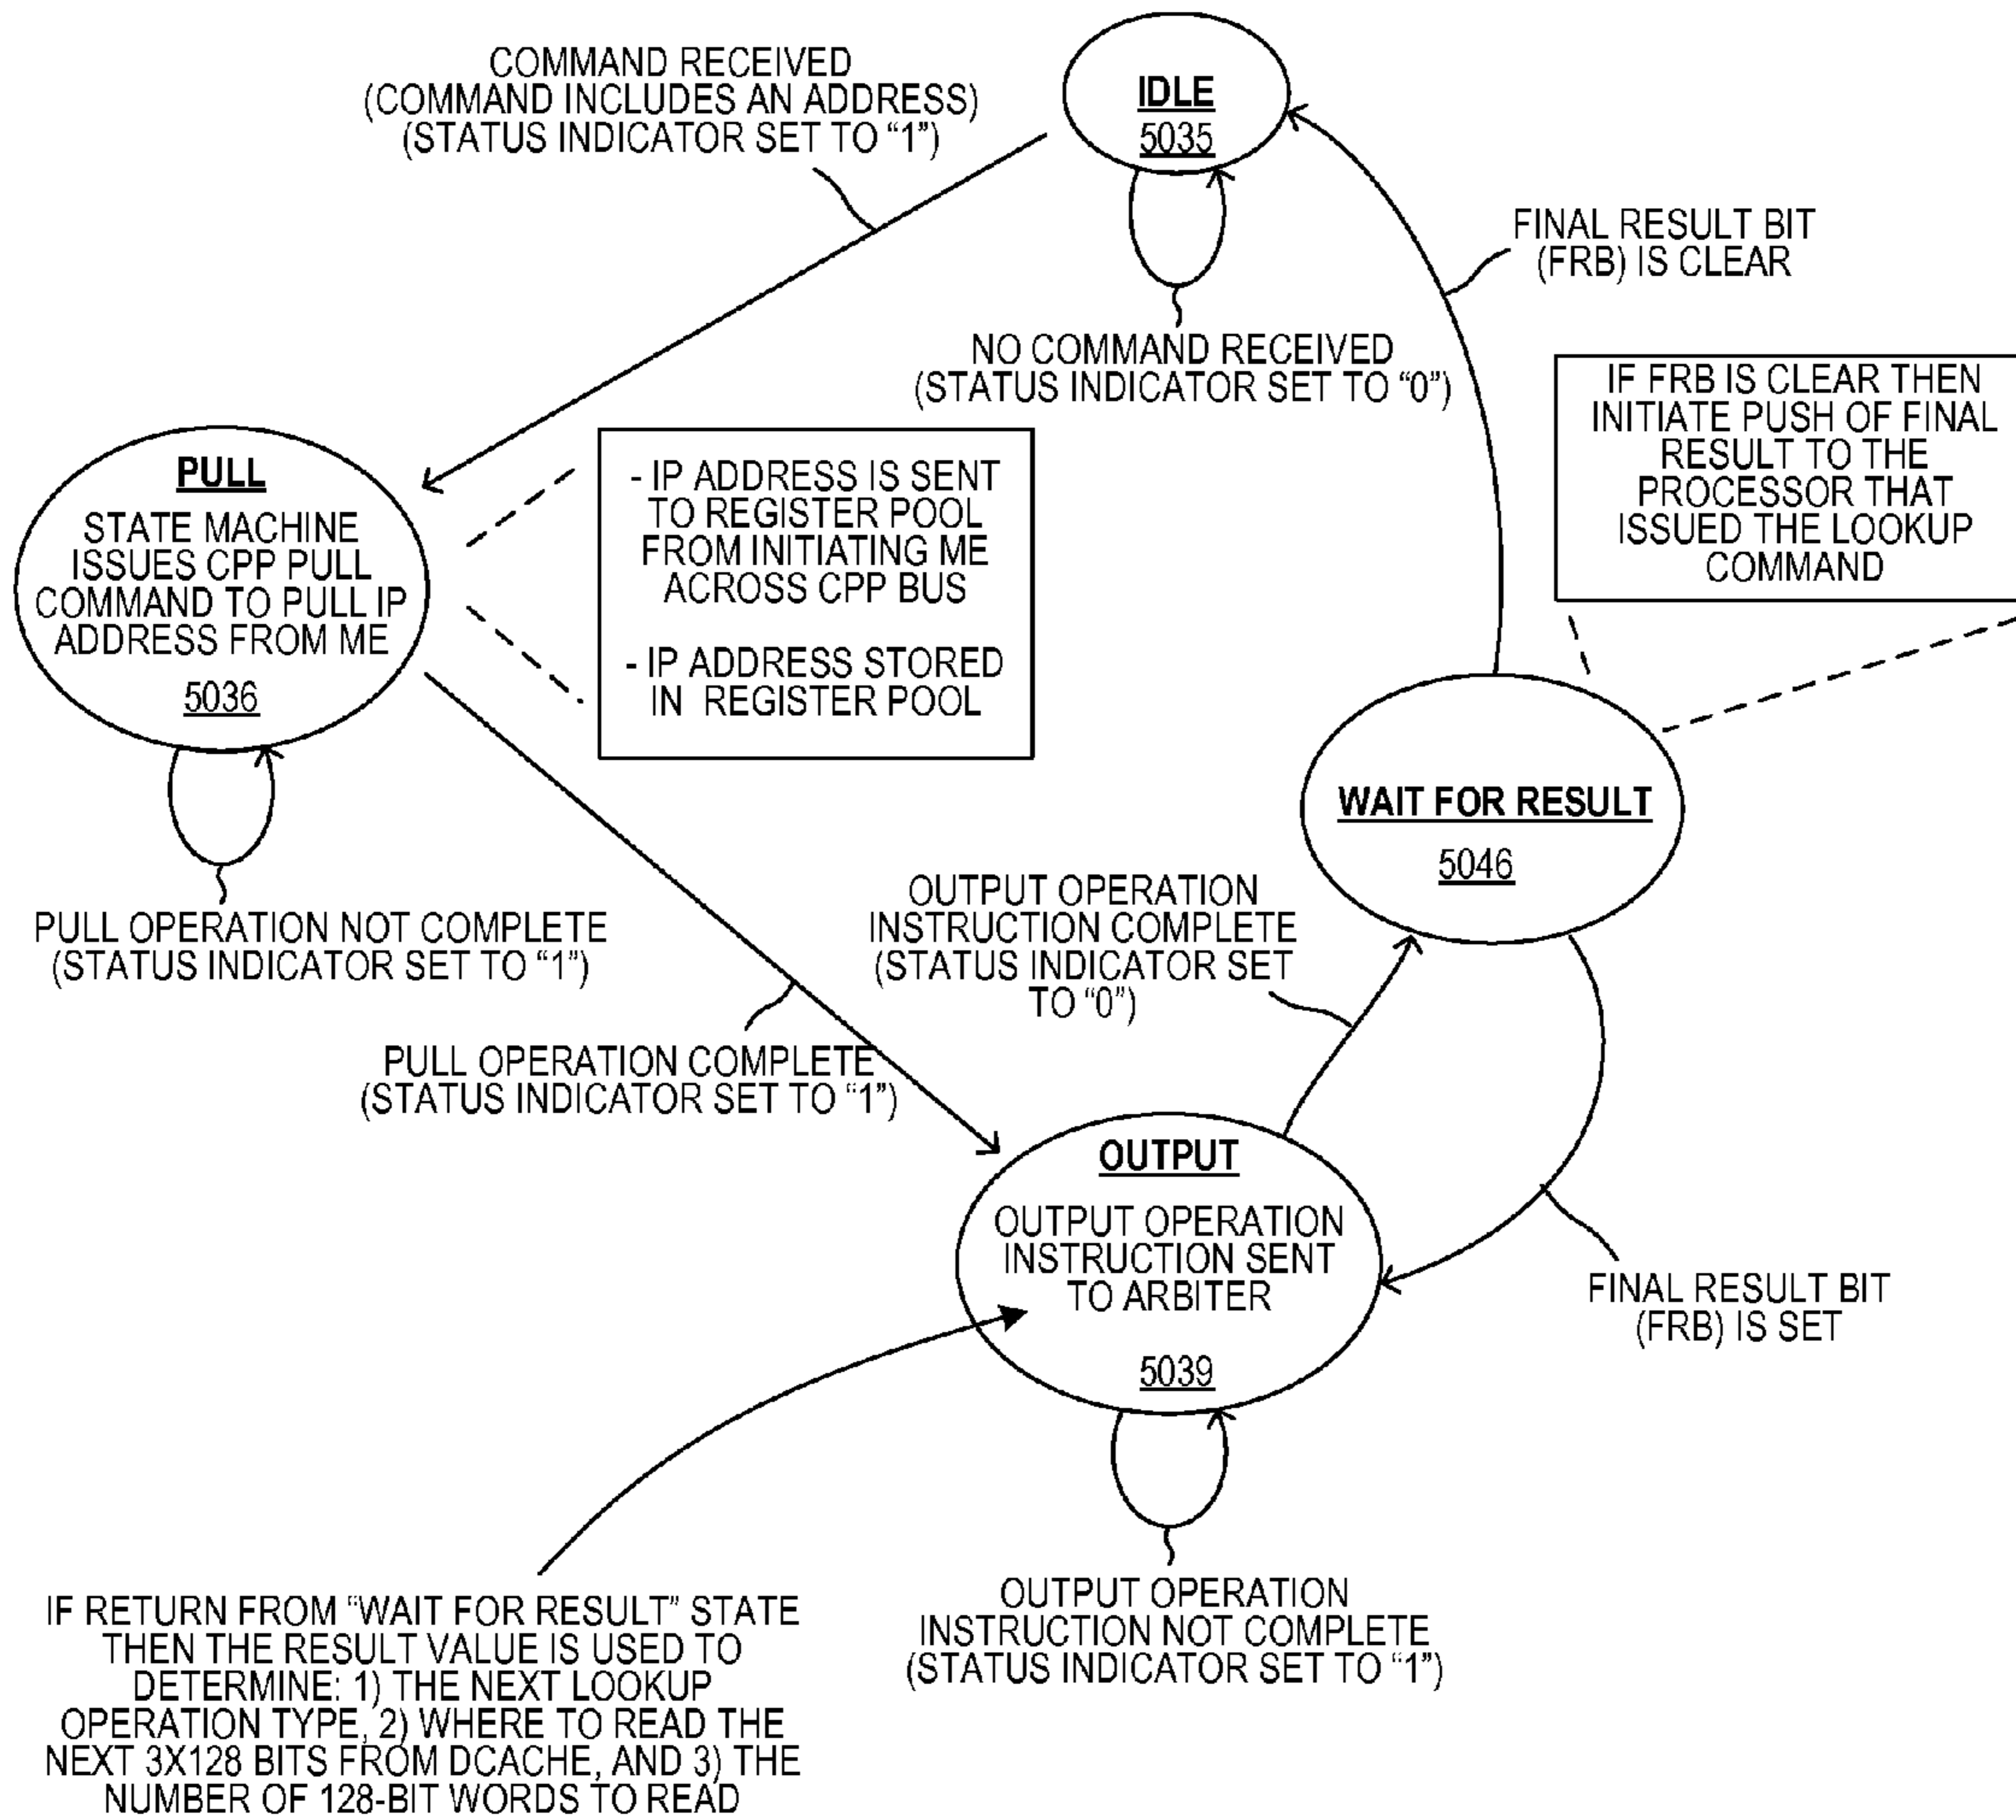 COMMAND RECEIVED
(COMMAND INCLUDES AN ADDRESS)
(STATUS INDICATOR SET TO “1”)
IDLE
5035
FINAL RESULT BIT
(FRB) IS CLEAR
NO COMMAND RECEIVED
(STATUS INDICATOR SET TO “0”)
IF FRB IS CLEAR THEN
INITIATE PUSH OF FINAL
RESULT TO THE
PROCESSOR THAT
ISSUED THE LOOKUP
COMMAND
PULL
STATE MACHINE
ISSUES CPP PULL
COMMAND TO PULL IP
ADDRESS FROM ME
5036
- IP ADDRESS IS SENT
TO REGISTER POOL
FROM INITIATING ME
ACROSS CPP BUS
- IP ADDRESS STORED
IN REGISTER POOL
WAIT FOR RESULT
5046
PULL OPERATION NOT COMPLETE
(STATUS INDICATOR SET TO “1”)
OUTPUT OPERATION
INSTRUCTION COMPLETE
(STATUS INDICATOR SET
TO “0”)
PULL OPERATION COMPLETE
(STATUS INDICATOR SET TO “1”)
OUTPUT
OUTPUT OPERATION
INSTRUCTION SENT
TO ARBITER
5039
FINAL RESULT BIT
(FRB) IS SET
OUTPUT OPERATION
INSTRUCTION NOT COMPLETE
(STATUS INDICATOR SET TO “1”)
IF RETURN FROM “WAIT FOR RESULT” STATE
THEN THE RESULT VALUE IS USED TO
DETERMINE: 1) THE NEXT LOOKUP
OPERATION TYPE, 2) WHERE TO READ THE
NEXT 3X128 BITS FROM DCACHE, AND 3) THE
NUMBER OF 128-BIT WORDS TO READ